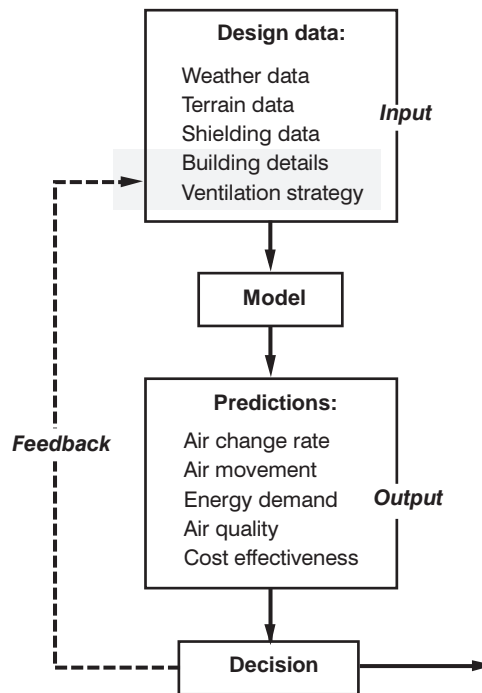 Design data:
Weather data
Terrain data
Shielding data
Input
Building details
Ventilation strategy
Model
Predictions:
Air change rate
Feedback
Air movement
Energy demand
Output
Air quality
Cost effectiveness
Decision